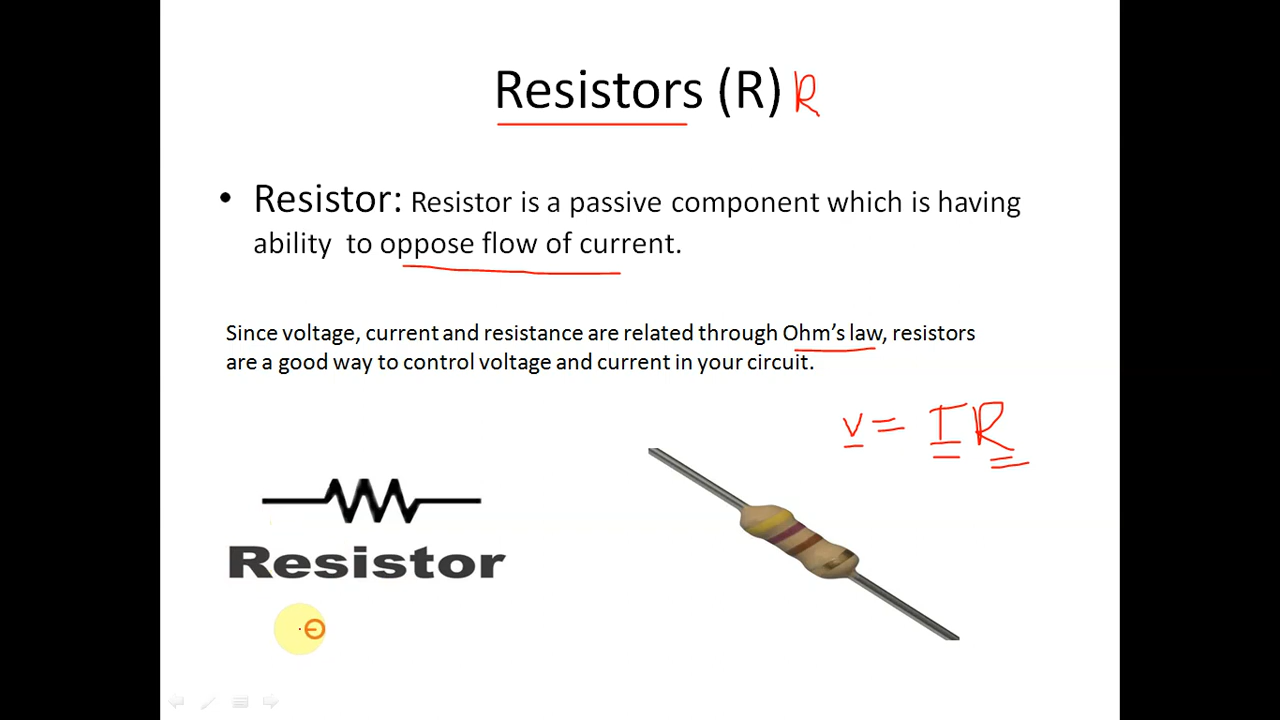 Resistors (R) R
• Resistor: Resistor is a passive component which is having
ability to oppose flow of current.
Since voltage, current and resistance are related through Ohm's law, resistors
are a good way to control voltage and current in your circuit.
v = IR
Resistor